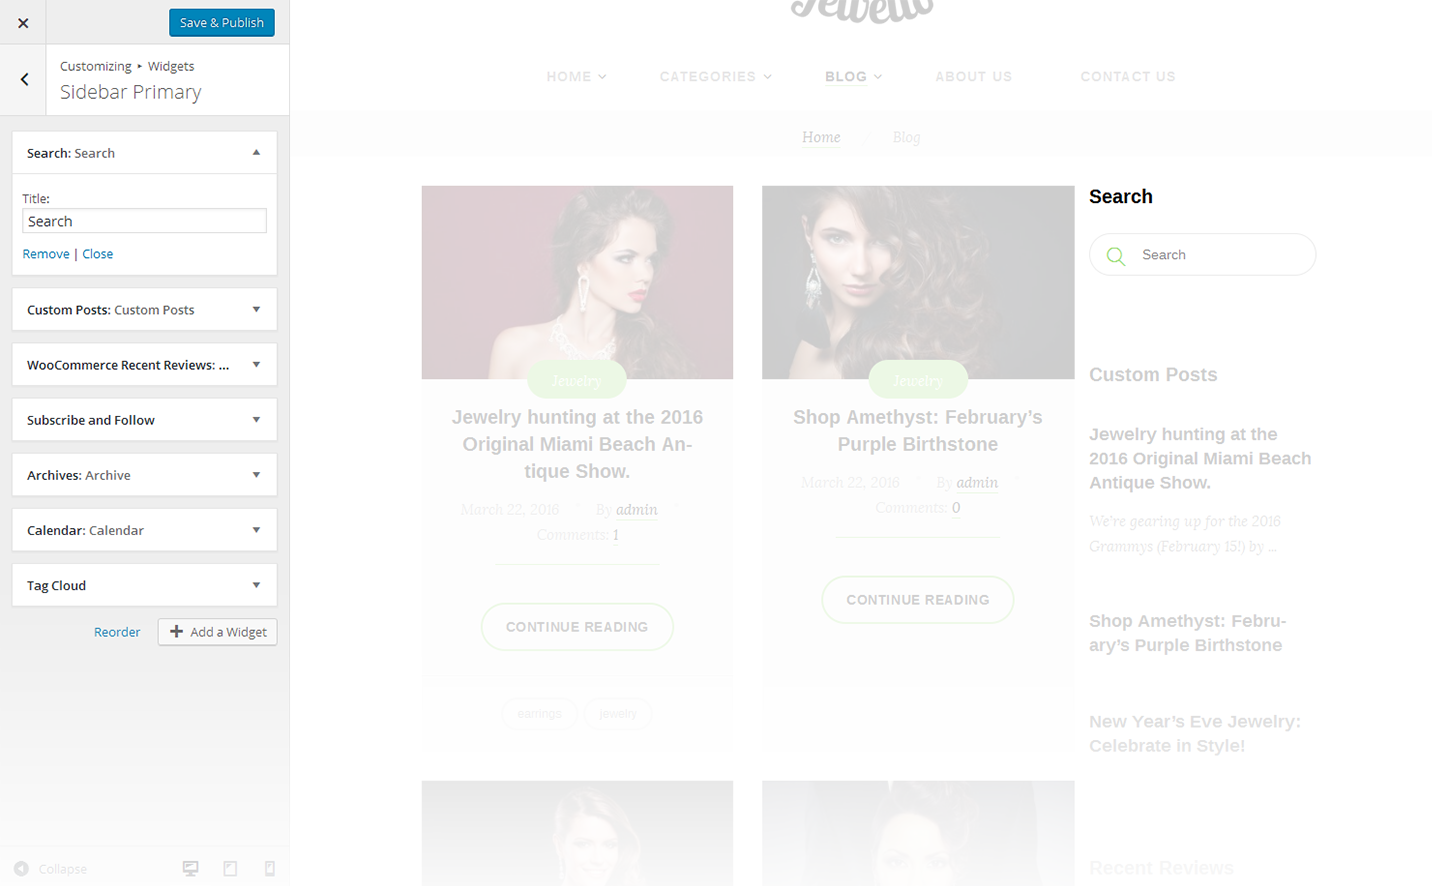 Save & Publish
Customizing ▸ Widgets
Sidebar Primary
Search: Search
Title:
Search
Remove | Close
Custom Posts: Custom Posts
WooCommerce Recent Reviews: ...
Subscribe and Follow
Archives: Archive
Calendar: Calendar
Tag Cloud
Reorder
Add a Widget
Collapse
Jewello
HOME
CATEGORIES
BLOG
ABOUT US
CONTACT US
Home
Blog
Jewelry
Jewelry hunting at the 2016
Original Miami Beach An-
tique Show.
March 22, 2016
By admin
Comments: 1
CONTINUE READING
earrings
jewelry
Jewelry
Shop Amethyst: February’s
Purple Birthstone
March 22, 2016
By admin
Comments: 0
CONTINUE READING
Search
Search
Custom Posts
Jewelry hunting at the
2016 Original Miami Beach
Antique Show.
We're gearing up for the 2016
Grammys (February 15!) by ...
Shop Amethyst: Febru-
ary’s Purple Birthstone
New Year’s Eve Jewelry:
Celebrate in Style!
Recent Reviews